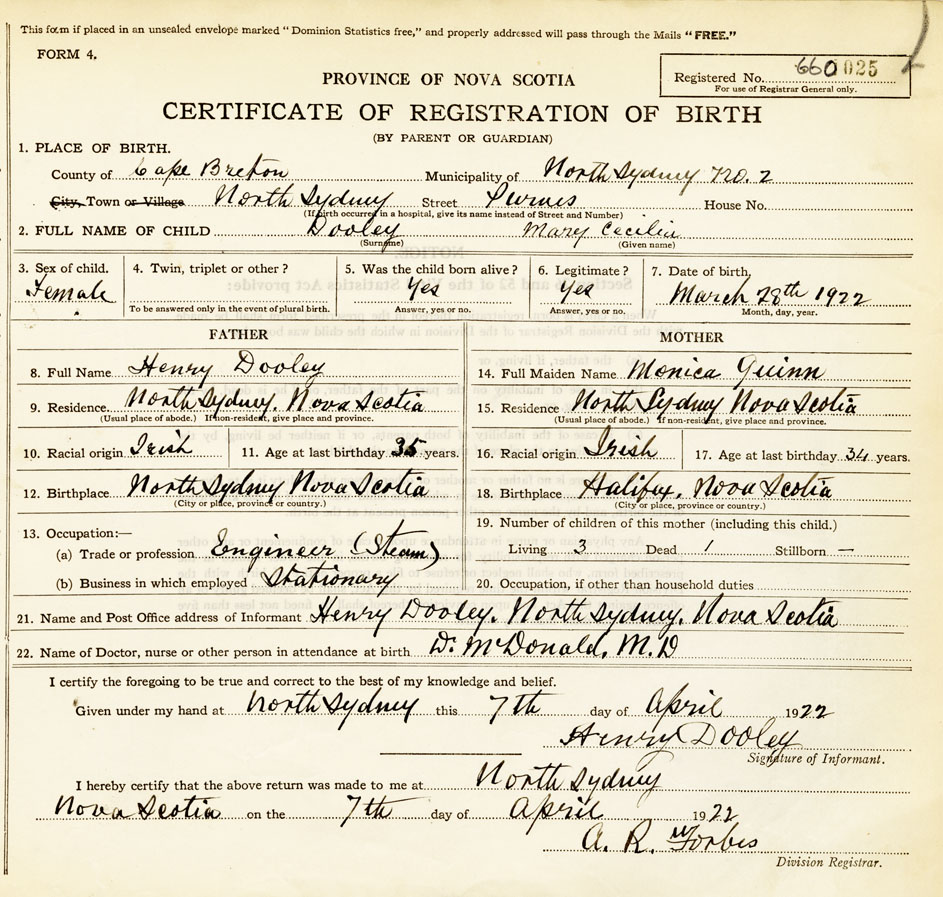 This form if placed in an unsealed envelope marked "Dominion Statistics free," and properly addressed will pass through the Mails "FREE."
FORM 4.
Registered No. 660 1025
For use of Registrar General only.
PROVINCE OF NOVA SCOTIA
CERTIFICATE OF REGISTRATION OF BIRTH
(BY PARENT OR GUARDIAN)
1. PLACE OF BIRTH.
County of Cape Breton Municipality of North Sydney No. 2
City, Town or Village North Sydney Street Purves House No.
(If birth occurred in a hospital, give its name instead of Street and Number)
2. FULL NAME OF CHILD Dooley Mary Cecilia
(Surname) (Given name)
3. Sex of child. 4. Twin, triplet or other? 5. Was the child born alive? 6. Legitimate? 7. Date of birth,
Female Yes Yes March 28th 1922
To be answered only in the event of plural birth. Answer, yes or no. Answer, yes or no. Month, day, year.
FATHER MOTHER
8. Full Name Henry Dooley 14. Full Maiden Name Monica Quinn
9. Residence North Sydney, Nova Scotia 15. Residence North Sydney Nova Scotia
(Usual place of abode.) If non-resident, give place and province. (Usual place of abode.) If non-resident, give place and province.
10. Racial origin Irish 11. Age at last birthday 35 years. 16. Racial origin Irish 17. Age at last birthday 34 years.
12. Birthplace North Sydney Nova Scotia 18. Birthplace Halifax, Nova Scotia
(City or place, province or country.) (City or place, province or country.)
13. Occupation:— 19. Number of children of this mother (including this child.)
(a) Trade or profession Engineer (Steam) Living 3 Dead 1 Stillborn —
(b) Business in which employed Stationary 20. Occupation, if other than household duties
21. Name and Post Office address of Informant Henry Dooley, North Sydney, Nova Scotia
22. Name of Doctor, nurse or other person in attendance at birth Dr McDonald, M.D
I certify the foregoing to be true and correct to the best of my knowledge and belief.
Given under my hand at North Sydney this 7th day of April 1922
Henry Dooley
Signature of Informant.
I hereby certify that the above return was made to me at North Sydney
Nova Scotia on the 7th day of April 1922
A. R. Forbes
Division Registrar.